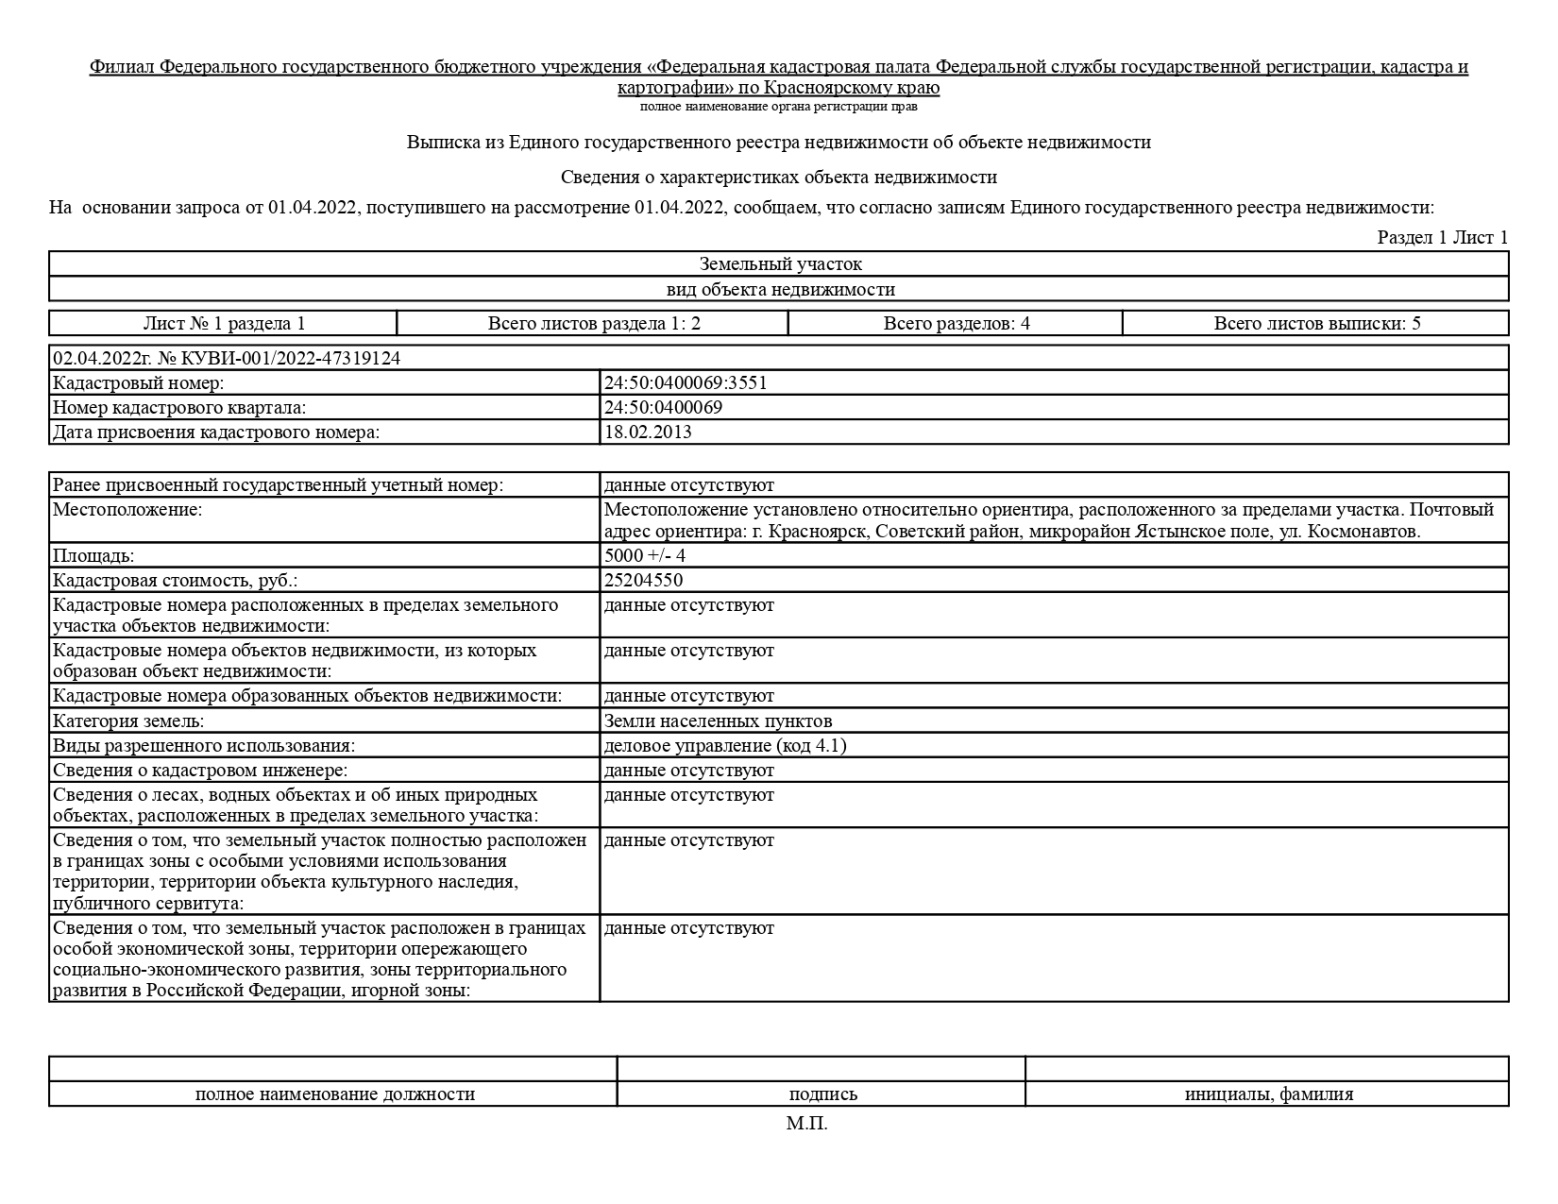 Филиал Федерального государственного бюджетного учреждения «Федеральная кадастровая палата Федеральной службы государственной регистрации, кадастра и
картографии» по Красноярскому краю
полное наименование органа регистрации прав
Выписка из Единого государственного реестра недвижимости об объекте недвижимости
Сведения о характеристиках объекта недвижимости
На  основании запроса от 01.04.2022, поступившего на рассмотрение 01.04.2022, сообщаем, что согласно записям Единого государственного реестра недвижимости:
Раздел 1 Лист 1
Земельный участок
вид объекта недвижимости
Лист № 1 раздела 1 Всего листов раздела 1: 2 Всего разделов: 4 Всего листов выписки: 5
02.04.2022г. № КУВИ-001/2022-47319124
Кадастровый номер: 24:50:0400069:3551
Номер кадастрового квартала: 24:50:0400069
Дата присвоения кадастрового номера: 18.02.2013
Ранее присвоенный государственный учетный номер: данные отсутствуют
Местоположение: Местоположение установлено относительно ориентира, расположенного за пределами участка. Почтовый
адрес ориентира: г. Красноярск, Советский район, микрорайон Ястынское поле, ул. Космонавтов.
Площадь: 5000 +/- 4
Кадастровая стоимость, руб.: 25204550
Кадастровые номера расположенных в пределах земельного данные отсутствуют
участка объектов недвижимости:
Кадастровые номера объектов недвижимости, из которых данные отсутствуют
образован объект недвижимости:
Кадастровые номера образованных объектов недвижимости: данные отсутствуют
Категория земель: Земли населенных пунктов
Виды разрешенного использования: деловое управление (код 4.1)
Сведения о кадастровом инженере: данные отсутствуют
Сведения о лесах, водных объектах и об иных природных данные отсутствуют
объектах, расположенных в пределах земельного участка:
Сведения о том, что земельный участок полностью расположен данные отсутствуют
в границах зоны с особыми условиями использования
территории, территории объекта культурного наследия,
публичного сервитута:
Сведения о том, что земельный участок расположен в границах данные отсутствуют
особой экономической зоны, территории опережающего
социально-экономического развития, зоны территориального
развития в Российской Федерации, игорной зоны:
полное наименование должности подпись инициалы, фамилия
М.П.